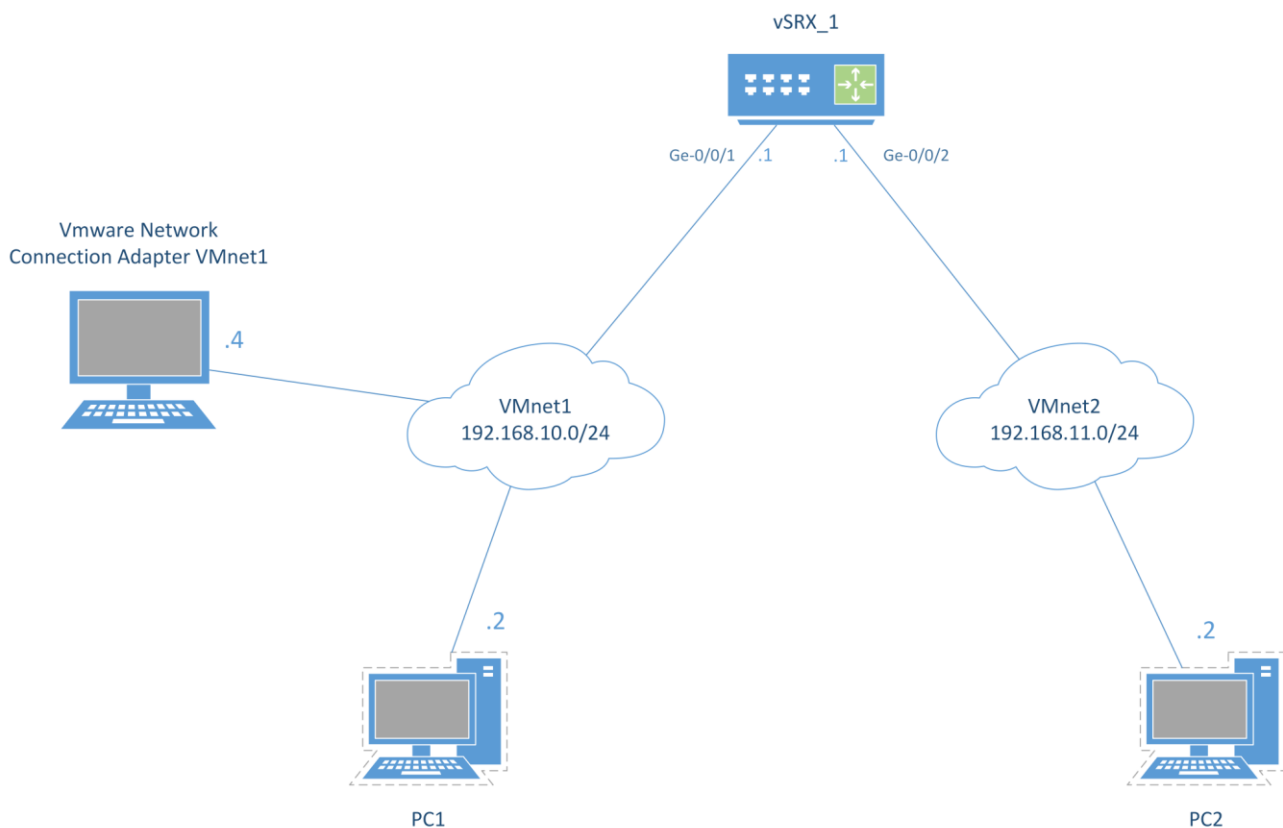 vSRX_1
Ge-0/0/1
.1
.1
Ge-0/0/2
Vmware Network
Connection Adapter VMnet1
.4
VMnet1
192.168.10.0/24
VMnet2
192.168.11.0/24
.2
.2
PC1
PC2